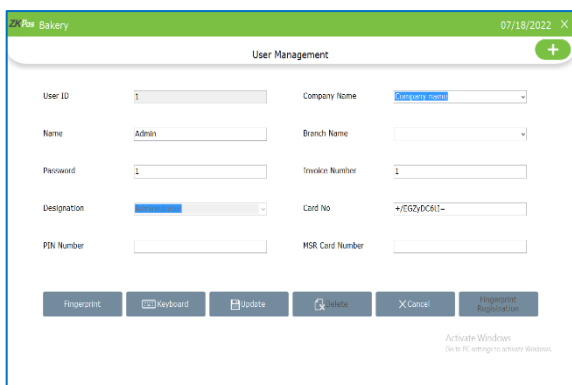 ZKPos Bakery 07/18/2022 X
User Management +
User ID 1 Company Name Company name
Name Admin Branch Name
Password 1 Invoice Number 1
Designation Administrator Card No
PIN Number MSR Card Number
Fingerprint Keyboard Update Delete Cancel Fingerprint
Registration
Activate Windows
Go to PC settings to activate Windows.